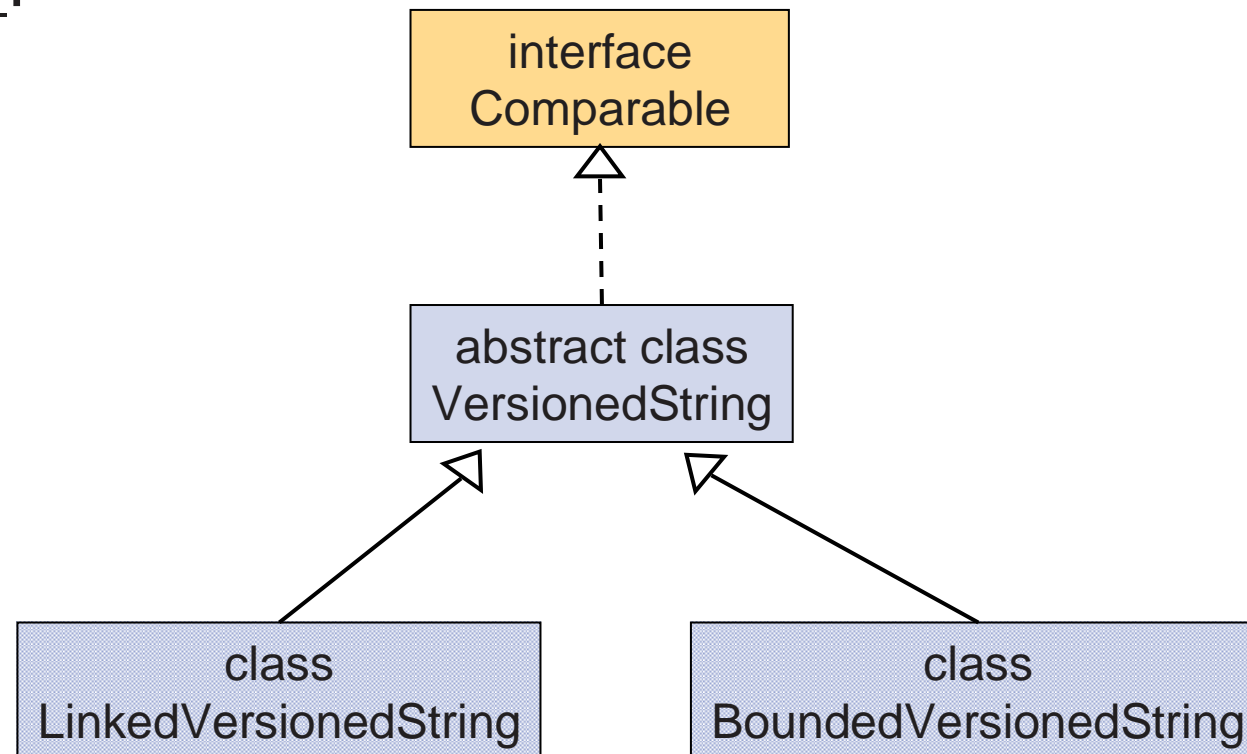 interface
Comparable
abstract class
VersionedString
class
LinkedVersionedString
class
BoundedVersionedString